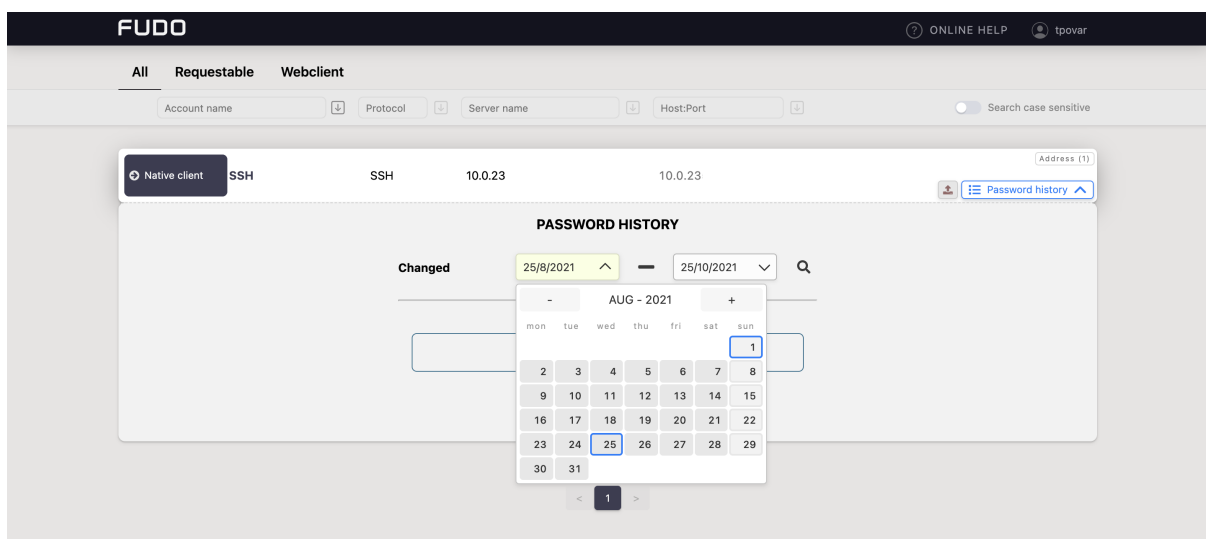 FUDO
? ONLINE HELP tpovar
All Requestable Webclient
Account name Protocol Server name Host:Port Search case sensitive
Address (1)
Native client SSH SSH 10.0.23 10.0.23
Password history
PASSWORD HISTORY
Changed 25/8/2021 25/10/2021
- AUG - 2021 +
mon tue wed thu fri sat sun
1
2 3 4 5 6 7 8
9 10 11 12 13 14 15
16 17 18 19 20 21 22
23 24 25 26 27 28 29
30 31
< 1 >